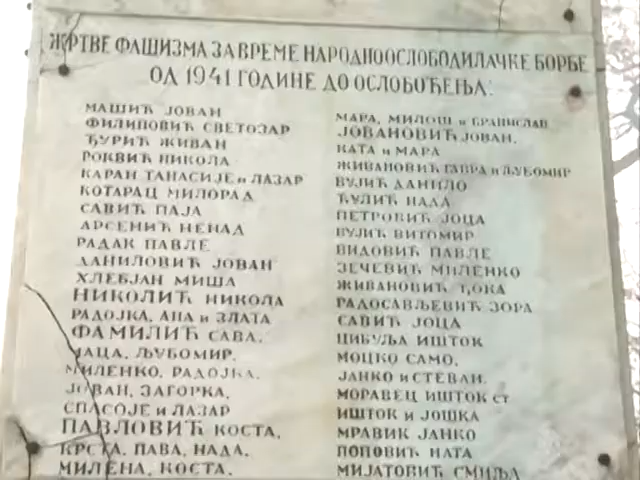 ЖРТВЕ ФАШИЗМА ЗА ВРЕМЕ НАРОДНООСЛОБОДИЛАЧКЕ БОРБЕ
ОД 1941 ГОДИНЕ ДО ОСЛОБОЂЕЊА:
МАШИЋ ЈОВАН
ФИЛИПОВИЋ СВЕТОЗАР
ЂУРИЋ ЖИВАН
РОКВИЋ НИКОЛА
КАРАН ТАНАСИЈЕ и ЛАЗАР
КОТАРАЦ МИЛОРАД
САВИЋ ПАЈА
АРСЕНИЋ НЕНАД
РАДАК ПАВЛЕ
ДАНИЛОВИЋ ЈОВАН
ХЛЕБЈАН МИША
НИКОЛИЋ НИКОЛА
РАДОЈКА, АНА и ЗЛАТА
ФАМИЛИЋ САВА,
ЈАЦА, ЉУБОМИР,
МИЛЕНКО, РАДОЈКА,
ЈОВАН, ЗАГОРКА,
СПАСОЈЕ и ЛАЗАР
ПАВЛОВИЋ КОСТА,
КРСТА, ПАВА, НАДА,
МИЛЕНА, КОСТА,
МАРА, МИЛОШ и БРАНИСЛАВ
ЈОВАНОВИЋ ЈОВАН,
КАТА и МАРА
ЖИВАНОВИЋ ГАВРА и ЉУБОМИР
ВУЈИЋ ДАНИЛО
ЂУЛИЋ НАДА
ПЕТРОВИЋ ЈОЦА
ВУЈИЋ ВИТОМИР
ВИДОВИЋ ПАВЛЕ
ЗЕЧЕВИЋ МИЛЕНКО
ЖИВАНОВИЋ ЂОКА
РАДОСАВЉЕВИЋ ЗОРА
САВИЋ ЈОЦА
ЦИБУЉА ИШТОК
МОЦКО САМО,
ЈАНКО и СТЕВАН.
МОРАВЕЦ ИШТОК СТ
ИШТОК и ЈОШКА
МРАВИК ЈАНКО
ПОПОВИЋ НАТА
МИЈАТОВИЋ СМИЉА